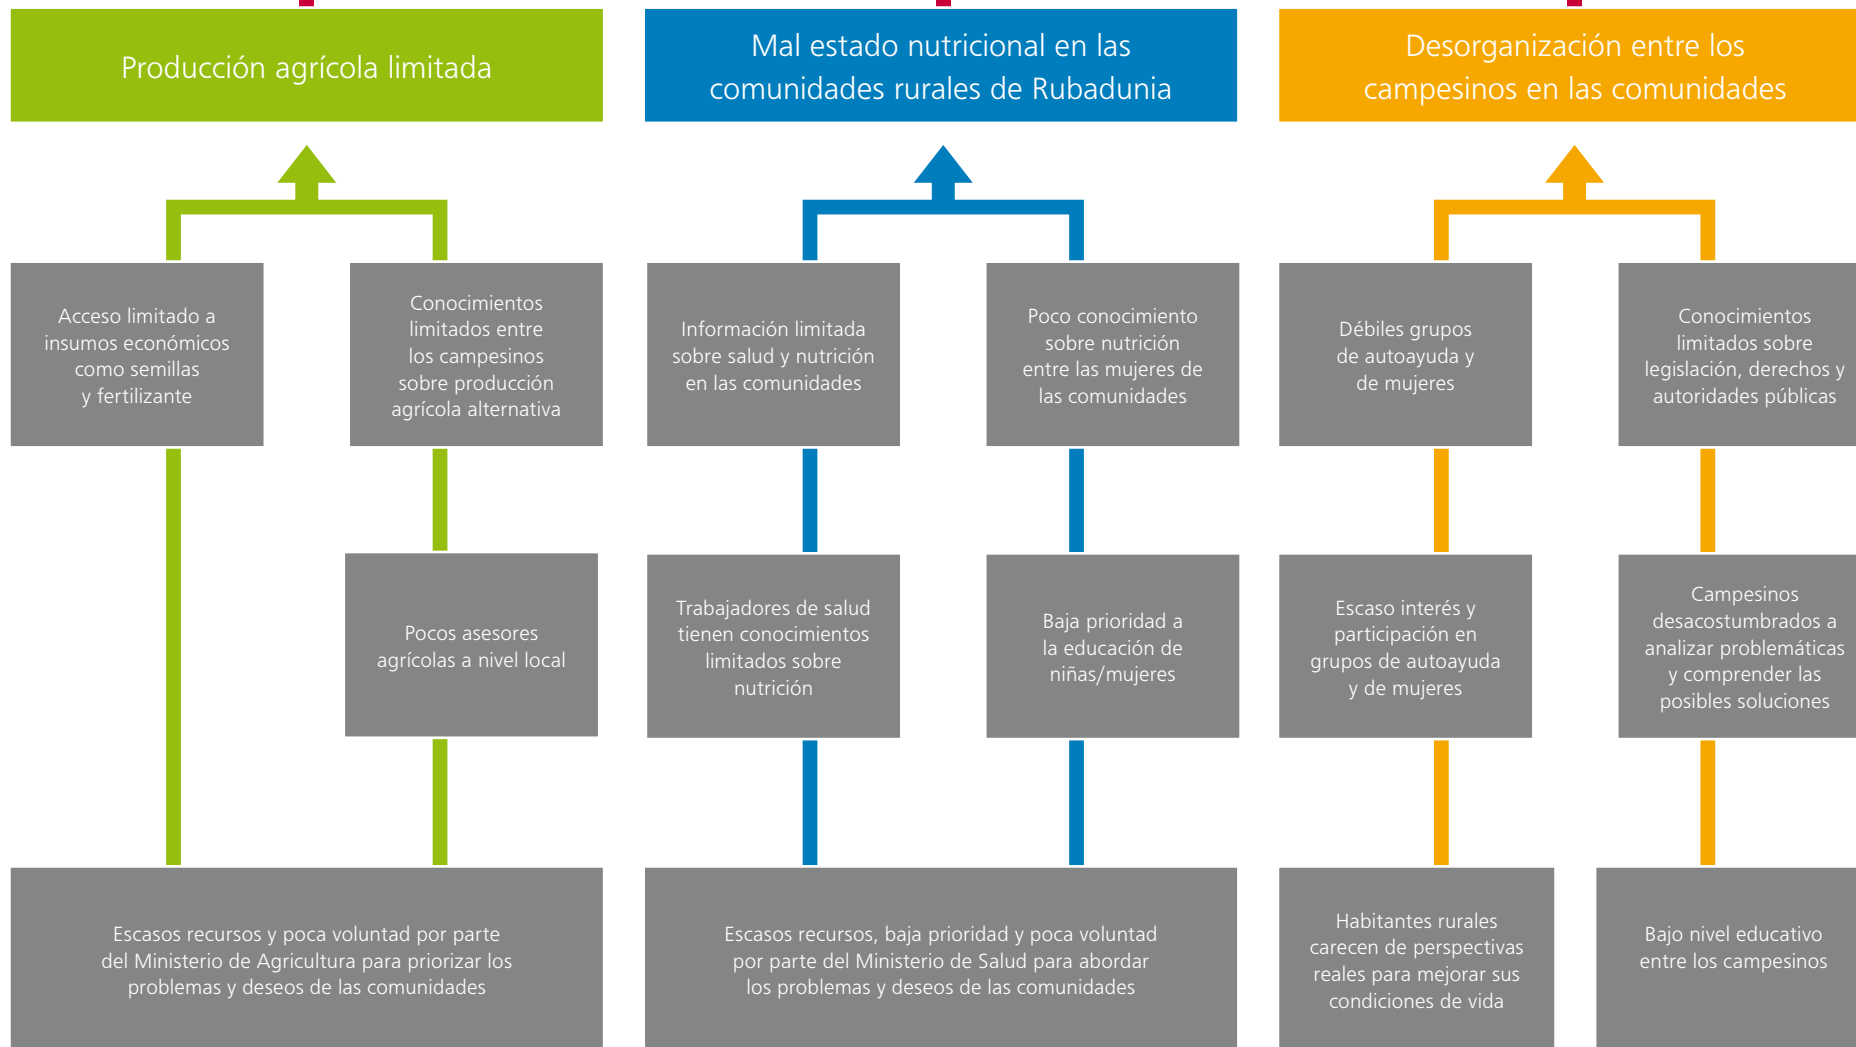 Producción agrícola limitada
Mal estado nutricional en las
comunidades rurales de Rubadunia
Desorganización entre los
campesinos en las comunidades
Acceso limitado a
insumos económicos
como semillas
y fertilizante
Conocimientos
limitados entre
los campesinos
sobre producción
agrícola alternativa
Información limitada
sobre salud y nutrición
en las comunidades
Poco conocimiento
sobre nutrición
entre las mujeres de
las comunidades
Débiles grupos
de autoayuda y
de mujeres
Conocimientos
limitados sobre
legislación, derechos y
autoridades públicas
Pocos asesores
agrícolas a nivel local
Trabajadores de salud
tienen conocimientos
limitados sobre
nutrición
Baja prioridad a
la educación de
niñas/mujeres
Escaso interés y
participación en
grupos de autoayuda
y de mujeres
Campesinos
desacostumbrados a
analizar problemáticas
y comprender las
posibles soluciones
Escasos recursos y poca voluntad por parte
del Ministerio de Agricultura para priorizar los
problemas y deseos de las comunidades
Escasos recursos, baja prioridad y poca voluntad
por parte del Ministerio de Salud para abordar
los problemas y deseos de las comunidades
Habitantes rurales
carecen de perspectivas
reales para mejorar sus
condiciones de vida
Bajo nivel educativo
entre los campesinos